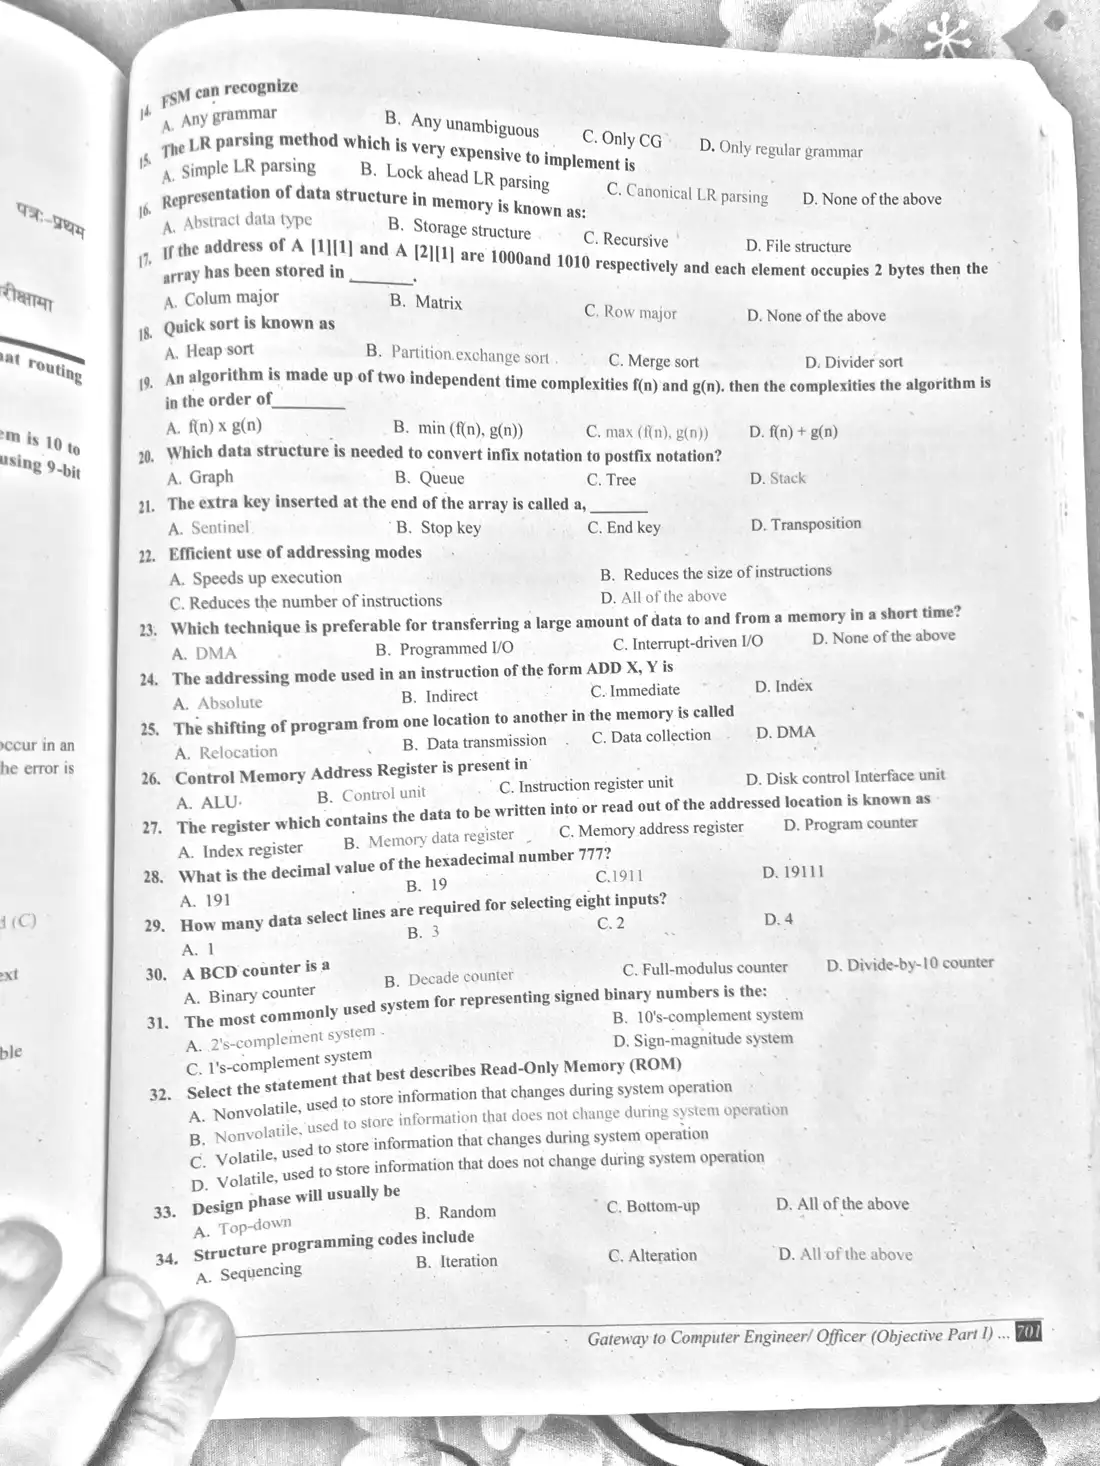 पत्रः-प्रथम
रीक्षामा
hat routing
em is 10 to
using 9-bit
occur in an
he error is
d (C)
ext
ble
14. FSM can recognize
A. Any grammar B. Any unambiguous C. Only CG D. Only regular grammar
15. The LR parsing method which is very expensive to implement is
A. Simple LR parsing B. Lock ahead LR parsing C. Canonical LR parsing D. None of the above
16. Representation of data structure in memory is known as:
A. Abstract data type B. Storage structure C. Recursive D. File structure
17. If the address of A [1][1] and A [2][1] are 1000and 1010 respectively and each element occupies 2 bytes then the
array has been stored in _______.
A. Colum major B. Matrix C. Row major D. None of the above
18. Quick sort is known as
A. Heap sort B. Partition exchange sort C. Merge sort D. Divider sort
19. An algorithm is made up of two independent time complexities f(n) and g(n). then the complexities the algorithm is
in the order of________
A. f(n) x g(n) B. min (f(n), g(n)) C. max (f(n), g(n)) D. f(n) + g(n)
20. Which data structure is needed to convert infix notation to postfix notation?
A. Graph B. Queue C. Tree D. Stack
21. The extra key inserted at the end of the array is called a, ______
A. Sentinel B. Stop key C. End key D. Transposition
22. Efficient use of addressing modes
A. Speeds up execution B. Reduces the size of instructions
C. Reduces the number of instructions D. All of the above
23. Which technique is preferable for transferring a large amount of data to and from a memory in a short time?
A. DMA B. Programmed I/O C. Interrupt-driven I/O D. None of the above
24. The addressing mode used in an instruction of the form ADD X, Y is
A. Absolute B. Indirect C. Immediate D. Index
25. The shifting of program from one location to another in the memory is called
A. Relocation B. Data transmission C. Data collection D. DMA
26. Control Memory Address Register is present in
A. ALU B. Control unit C. Instruction register unit D. Disk control Interface unit
27. The register which contains the data to be written into or read out of the addressed location is known as
A. Index register B. Memory data register C. Memory address register D. Program counter
28. What is the decimal value of the hexadecimal number 777?
A. 191 B. 19 C.1911 D. 19111
29. How many data select lines are required for selecting eight inputs?
A. 1 B. 3 C. 2 D. 4
30. A BCD counter is a
A. Binary counter B. Decade counter C. Full-modulus counter D. Divide-by-10 counter
31. The most commonly used system for representing signed binary numbers is the:
A. 2's-complement system B. 10's-complement system
C. 1's-complement system D. Sign-magnitude system
32. Select the statement that best describes Read-Only Memory (ROM)
A. Nonvolatile, used to store information that changes during system operation
B. Nonvolatile, used to store information that does not change during system operation
C. Volatile, used to store information that changes during system operation
D. Volatile, used to store information that does not change during system operation
33. Design phase will usually be
A. Top-down B. Random C. Bottom-up D. All of the above
34. Structure programming codes include
A. Sequencing B. Iteration C. Alteration D. All of the above
Gateway to Computer Engineer/ Officer (Objective Part I) ... 701